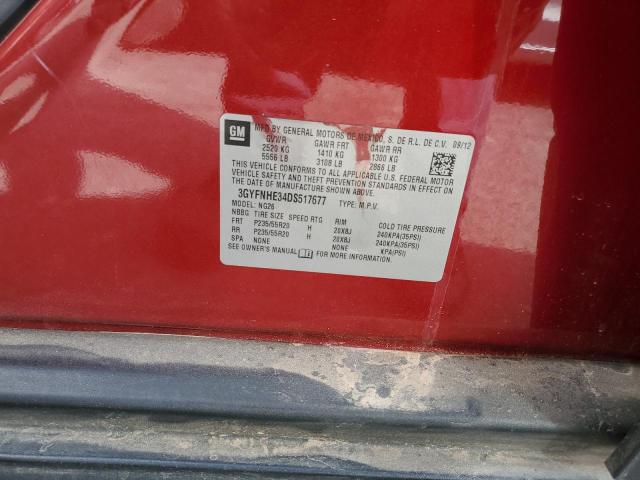 GM
MFD BY GENERAL MOTORS DE MEXICO, S. DE R.L. DE C.V. 09/12
GVWR GAWR FRT GAWR RR
2520 KG 1410 KG 1300 KG
5556 LB 3108 LB 2866 LB
THIS VEHICLE CONFORMS TO ALL APPLICABLE U.S. FEDERAL MOTOR
VEHICLE SAFETY STANDARDS IN EFFECT ON THE DATE OF
MANUFACTURE SHOWN ABOVE.
3GYFNHE34DS517677 TYPE: M.P.V.
MODEL: NG26
NBBG TIRE SIZE SPEED RTG RIM COLD TIRE PRESSURE
FRT P235/55R20 H 20X8J 240KPA(35PSI)
RR P235/55R20 H 20X8J 240KPA(35PSI)
SPA NONE NONE KPA(PSI)
SEE OWNER'S MANUAL FOR MORE INFORMATION.